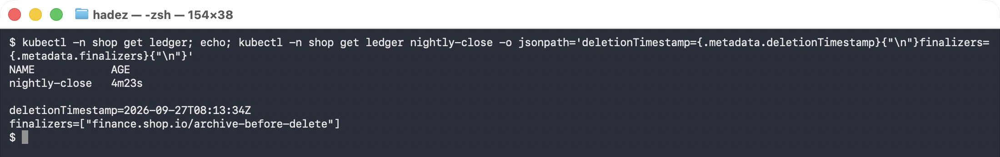 hadez — -zsh — 154×38
$ kubectl -n shop get ledger; echo; kubectl -n shop get ledger nightly-close -o jsonpath='deletionTimestamp={.metadata.deletionTimestamp}{"\n"}finalizers=
{.metadata.finalizers}{"\n"}'
NAME            AGE
nightly-close   4m23s

deletionTimestamp=2026-09-27T08:13:34Z
finalizers=["finance.shop.io/archive-before-delete"]
$